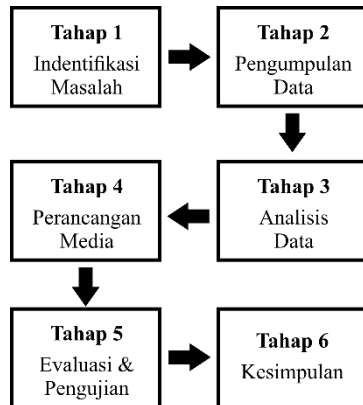 Tahap 1
Indentifikasi
Masalah
Tahap 2
Pengumpulan
Data
Tahap 3
Analisis
Data
Tahap 4
Perancangan
Media
Tahap 5
Evaluasi &
Pengujian
Tahap 6
Kesimpulan